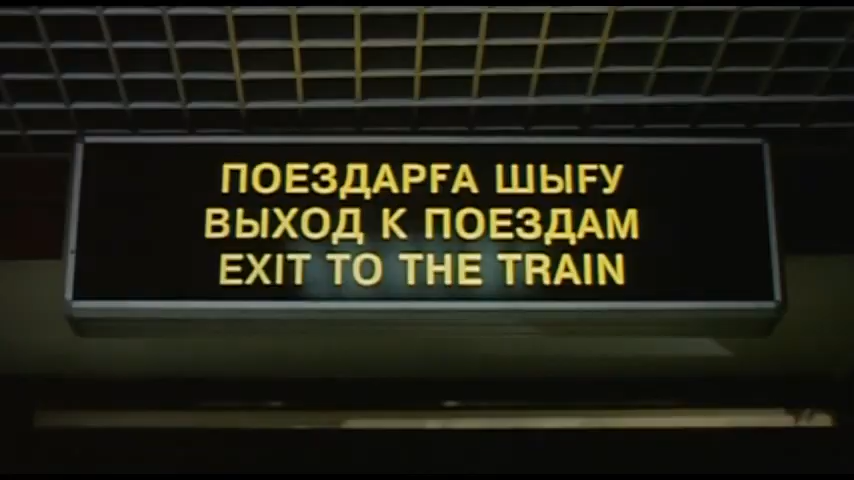 ПОЕЗДАРҒА ШЫҒУ
ВЫХОД К ПОЕЗДАМ
EXIT TO THE TRAIN